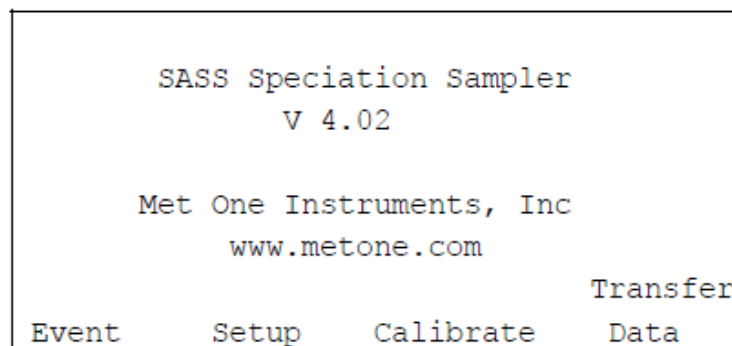 SASS Speciation Sampler
V 4.02
Met One Instruments, Inc
www.metone.com
Transfer
Event Setup Calibrate Data